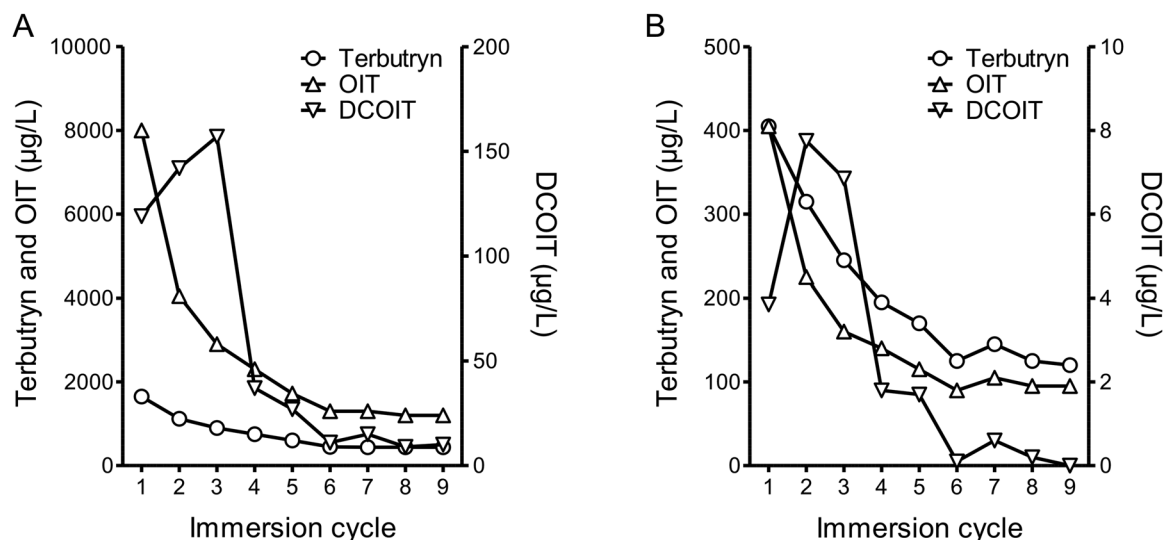 A
Terbutryn and OIT (µg/L)
10000
8000
6000
4000
2000
0
Terbutryn
OIT
DCOIT
200
150
100
50
0
DCOIT (µg/L)
1 2 3 4 5 6 7 8 9
Immersion cycle
B
Terbutryn and OIT (µg/L)
500
400
300
200
100
0
Terbutryn
OIT
DCOIT
10
8
6
4
2
0
DCOIT (µg/L)
1 2 3 4 5 6 7 8 9
Immersion cycle